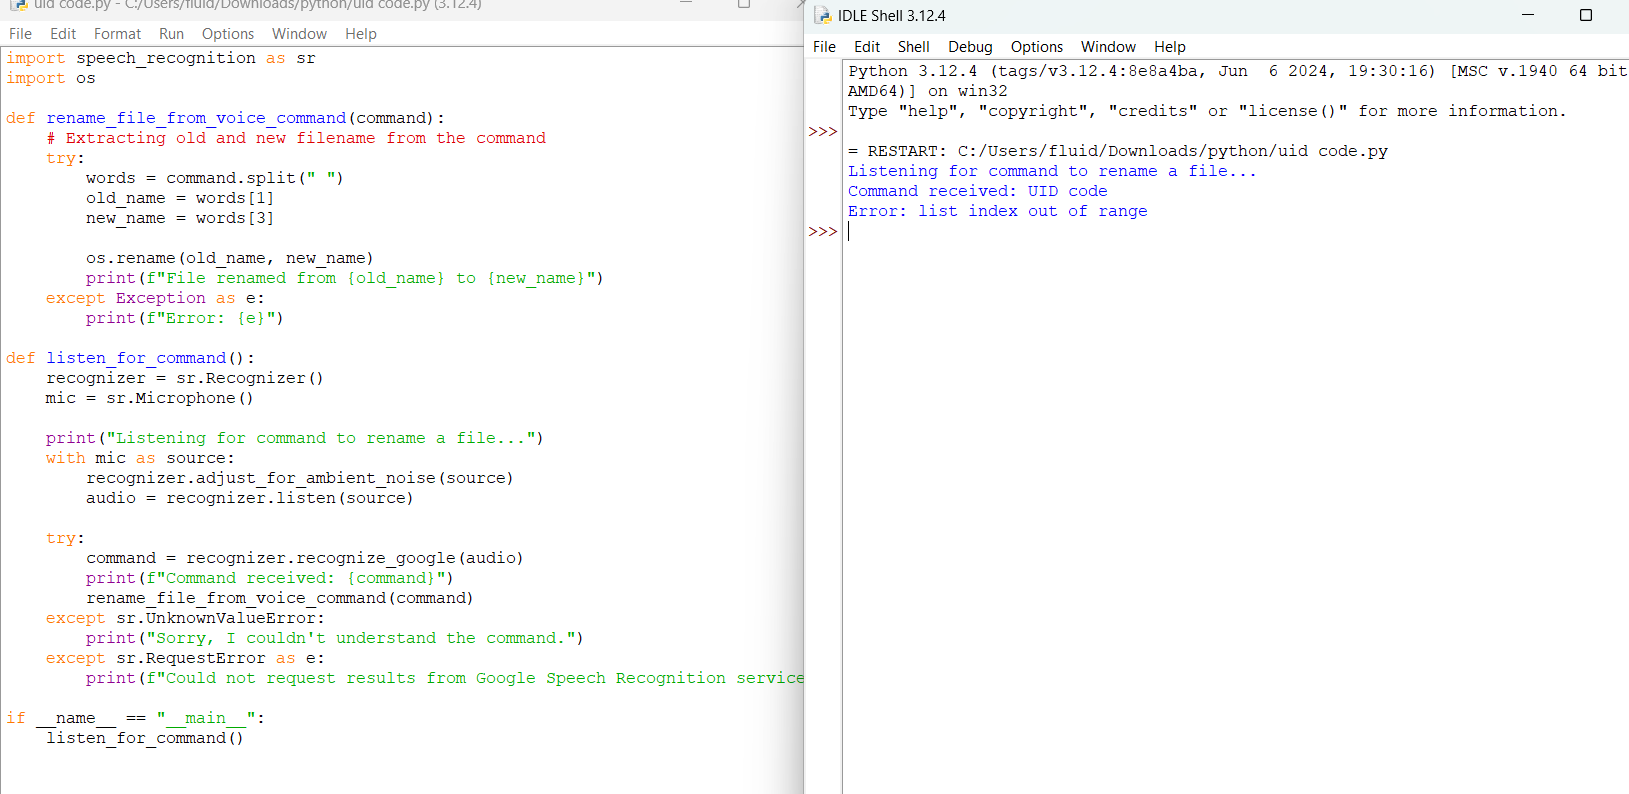 uid code.py - C:/Users/fluid/Downloads/python/uid code.py (3.12.4)
File Edit Format Run Options Window Help
import speech_recognition as sr
import os

def rename_file_from_voice_command(command):
    # Extracting old and new filename from the command
    try:
        words = command.split(" ")
        old_name = words[1]
        new_name = words[3]

        os.rename(old_name, new_name)
        print(f"File renamed from {old_name} to {new_name}")
    except Exception as e:
        print(f"Error: {e}")

def listen_for_command():
    recognizer = sr.Recognizer()
    mic = sr.Microphone()

    print("Listening for command to rename a file...")
    with mic as source:
        recognizer.adjust_for_ambient_noise(source)
        audio = recognizer.listen(source)

    try:
        command = recognizer.recognize_google(audio)
        print(f"Command received: {command}")
        rename_file_from_voice_command(command)
    except sr.UnknownValueError:
        print("Sorry, I couldn't understand the command.")
    except sr.RequestError as e:
        print(f"Could not request results from Google Speech Recognition service

if __name__ == "__main__":
    listen_for_command()
IDLE Shell 3.12.4
File Edit Shell Debug Options Window Help
Python 3.12.4 (tags/v3.12.4:8e8a4ba, Jun  6 2024, 19:30:16) [MSC v.1940 64 bit
AMD64)] on win32
Type "help", "copyright", "credits" or "license()" for more information.
>>>
= RESTART: C:/Users/fluid/Downloads/python/uid code.py
Listening for command to rename a file...
Command received: UID code
Error: list index out of range
>>>